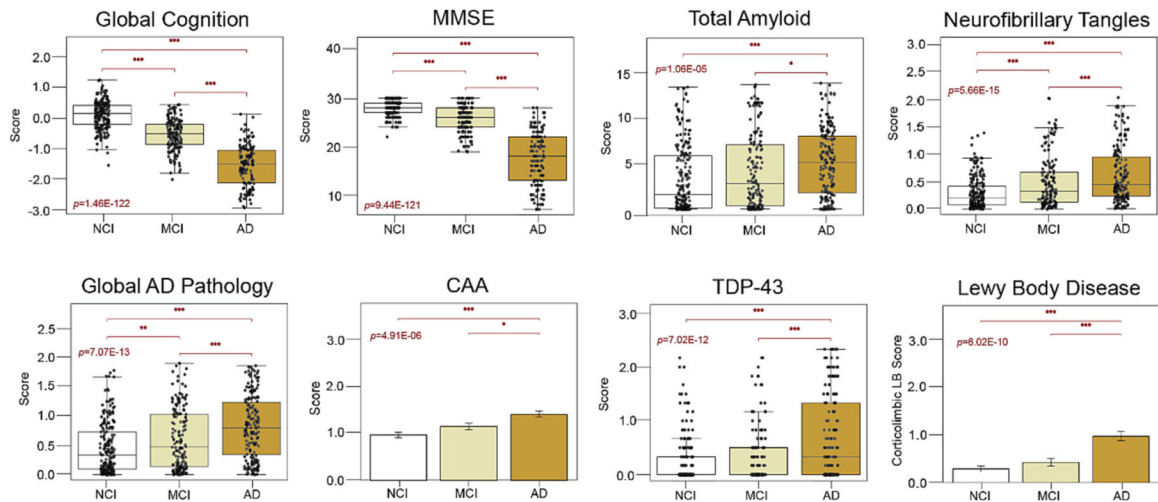 Global Cognition
2.0
1.0
0.0
-1.0
-2.0
-3.0
Score
***
***
***
p=1.46E-122
NCI MCI AD
MMSE
40
30
20
10
Score
***
***
***
p=9.44E-121
NCI MCI AD
Total Amyloid
15
10
5
0
Score
***
*
p=1.06E-05
NCI MCI AD
Neurofibrillary Tangles
3.0
2.5
2.0
1.5
1.0
0.5
0.0
Score
***
***
***
p=5.66E-15
NCI MCI AD
Global AD Pathology
2.5
2.0
1.5
1.0
0.5
0.0
Score
***
**
***
p=7.07E-13
NCI MCI AD
CAA
3.0
2.0
1.0
0.0
Score
***
*
p=4.91E-06
NCI MCI AD
TDP-43
3.0
2.0
1.0
0.0
Score
***
***
p=7.02E-12
NCI MCI AD
Lewy Body Disease
3.0
2.0
1.0
0.0
Corticolimbic LB Score
***
***
p=6.02E-10
NCI MCI AD